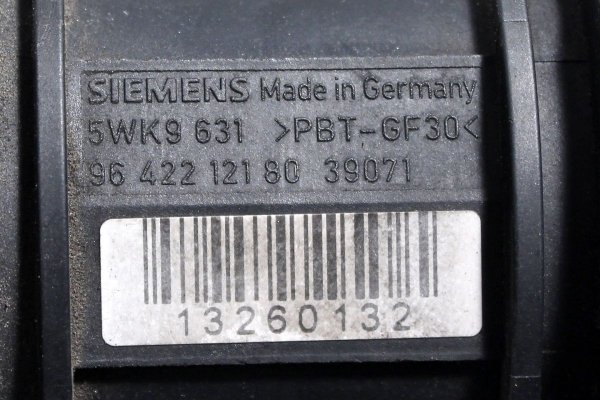 SIEMENS Made in Germany
5WK9 631 >PBT-GF30<
96 422 121 80 39071
13260132